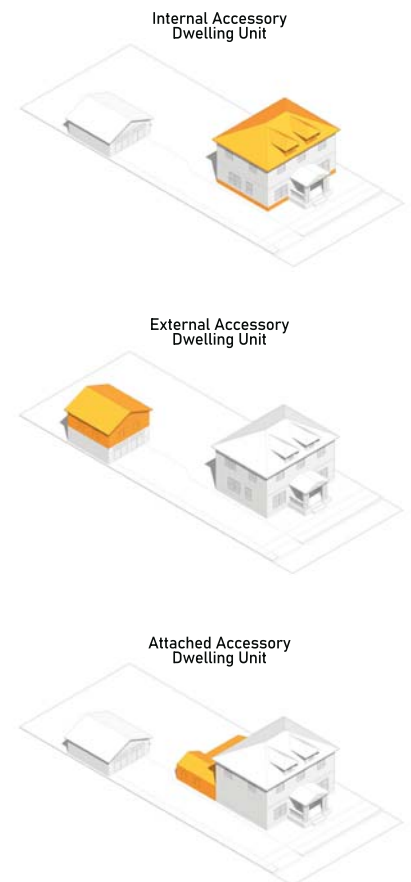 Internal Accessory
Dwelling Unit
External Accessory
Dwelling Unit
Attached Accessory
Dwelling Unit